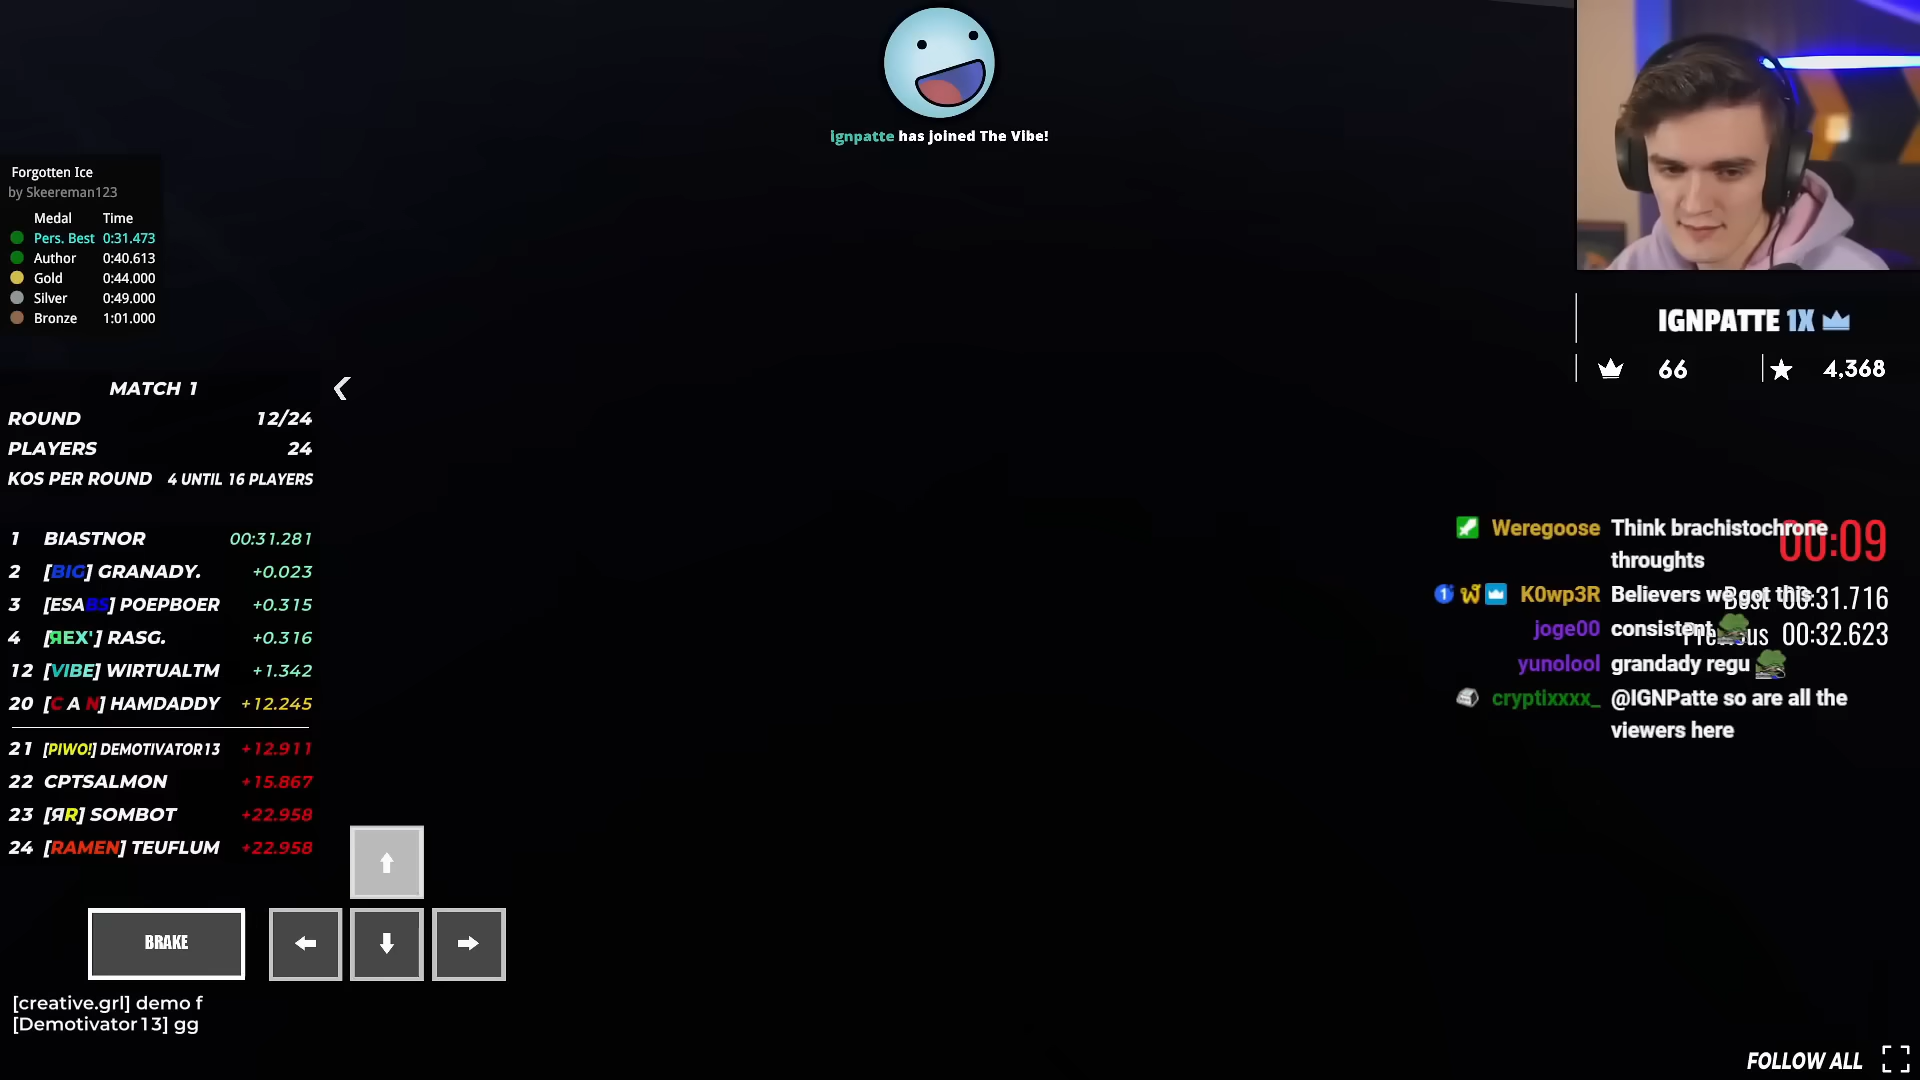 ignpatte has joined The Vibe!
Forgotten Ice
by Skeereman123
Medal Time
Pers. Best 0:31.473
Author 0:40.613
Gold 0:44.000
Silver 0:49.000
Bronze 1:01.000
IGNPATTE 1X
66 4,368
MATCH 1
ROUND 12/24
PLAYERS 24
KOS PER ROUND 4 UNTIL 16 PLAYERS
1 BIASTNOR 00:31.281
2 [BIG] GRANADY. +0.023
3 [ESABS] POEPBOER +0.315
4 [ЯEX'] RASG. +0.316
12 [VIBE] WIRTUALTM +1.342
20 [C A N] HAMDADDY +12.245
21 [PIWO!] DEMOTIVATOR13 +12.911
22 CPTSALMON +15.867
23 [ЯR] SOMBOT +22.958
24 [RAMEN] TEUFLUM +22.958
00:09
Best 00:31.716
Previous 00:32.623
Weregoose Think brachistochrone
throughts
K0wp3R Believers we got this
joge00 consistent
yunolool grandady regu
cryptixxxx_ @IGNPatte so are all the
viewers here
BRAKE
[creative.grl] demo f
[Demotivator13] gg
FOLLOW ALL